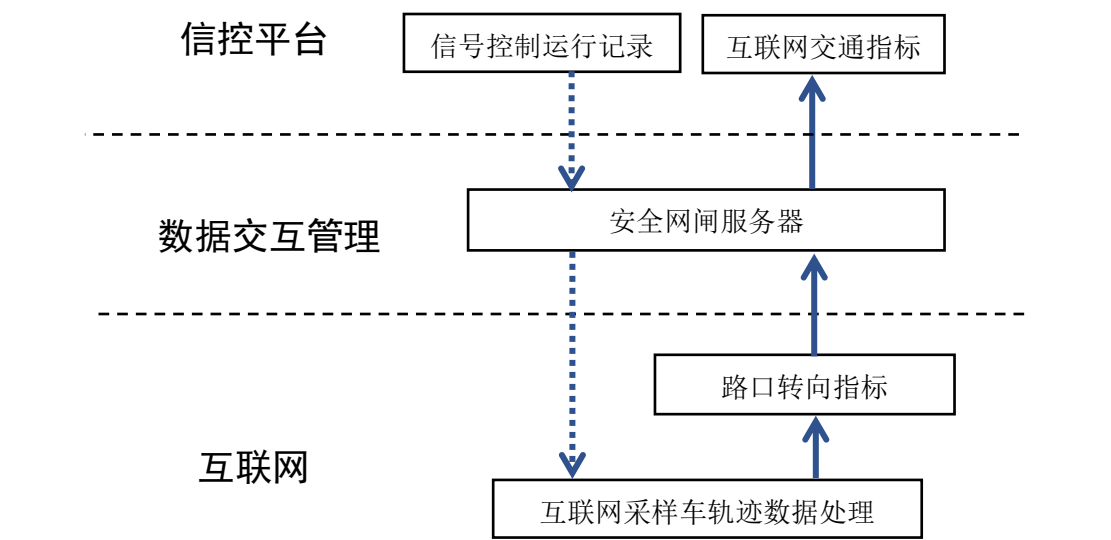 信控平台
信号控制运行记录
互联网交通指标
数据交互管理
安全网闸服务器
路口转向指标
互联网
互联网采样车轨迹数据处理